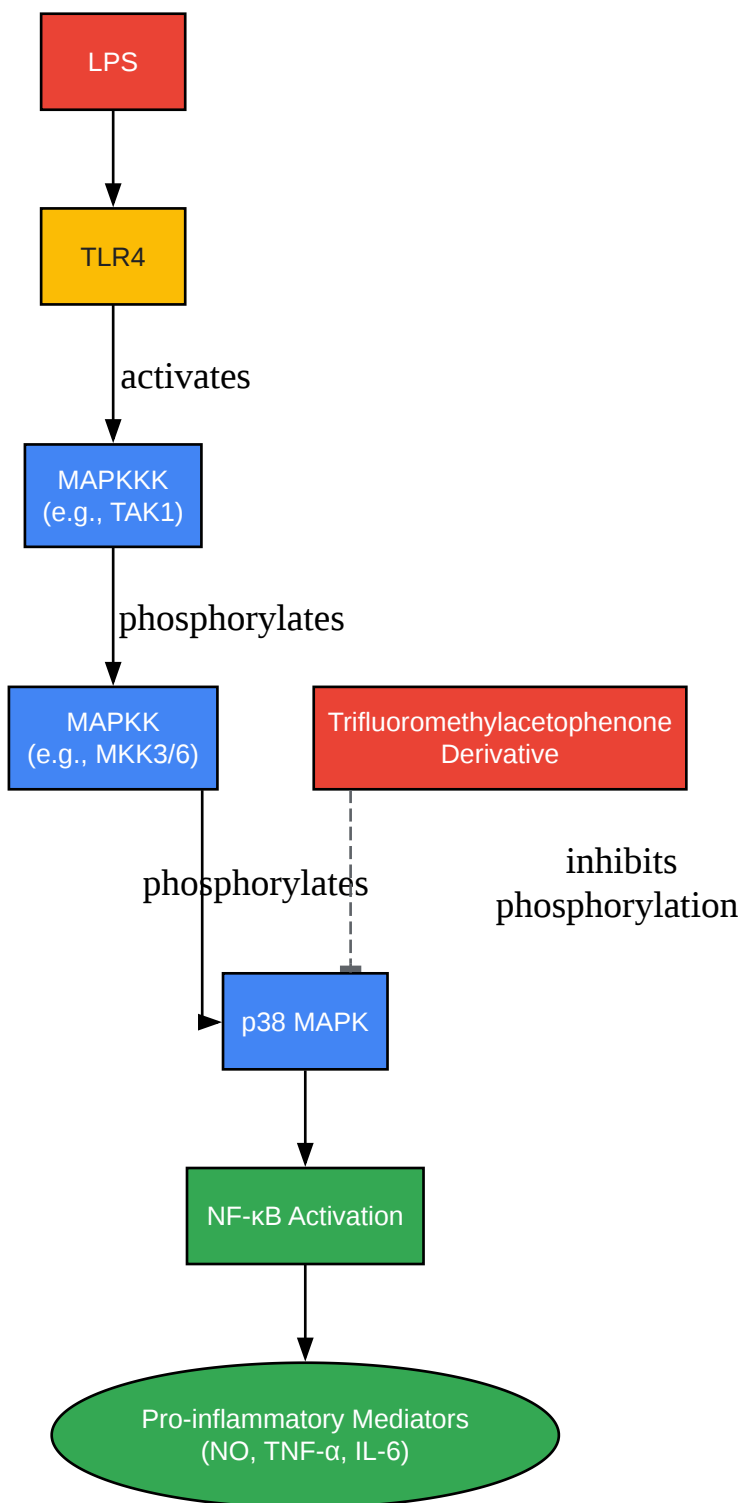 LPS
TLR4
activates
MAPKKK
(e.g., TAK1)
phosphorylates
MAPKK
(e.g., MKK3/6)
Trifluoromethylacetophenone
Derivative
phosphorylates
inhibits
phosphorylation
p38 MAPK
NF-κB Activation
Pro-inflammatory Mediators
(NO, TNF-α, IL-6)